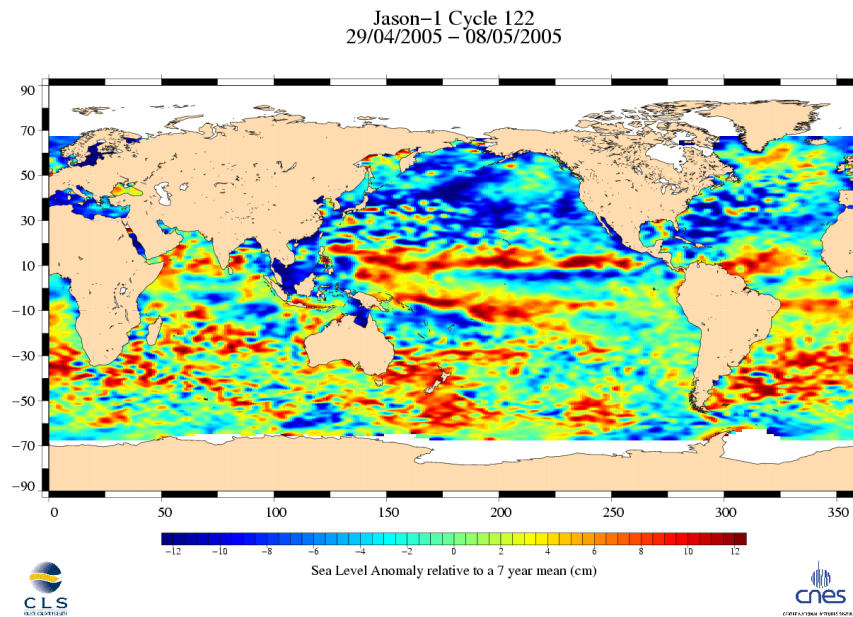 Jason−1 Cycle 122
29/04/2005 − 08/05/2005
90
70
50
30
10
−10
−30
−50
−70
−90
0 50 100 150 200 250 300 350
−12 −10 −8 −6 −4 −2 0 2 4 6 8 10 12
Sea Level Anomaly relative to a 7 year mean (cm)
CLS
cnes